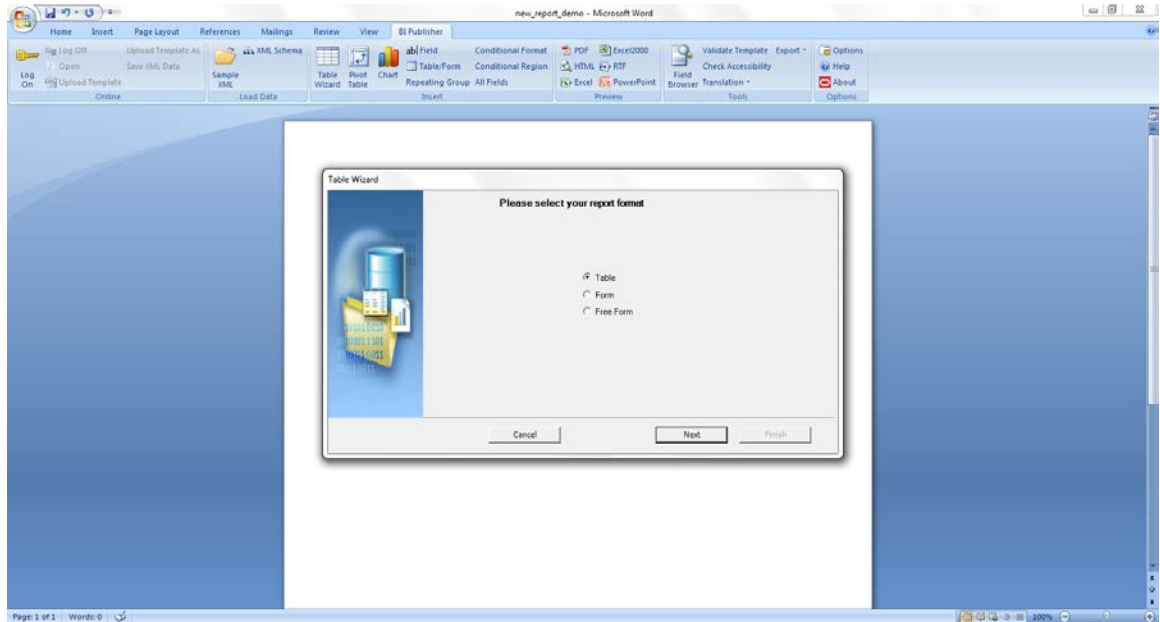 new_report_demo - Microsoft Word
Home Insert Page Layout References Mailings Review View BI Publisher
Log On
Log Off
Open
Upload Template
Upload Template As
Save XML Data
Online
Sample XML
XML Schema
Load Data
Table Wizard
Pivot Table
Chart
Field
Table/Form
Repeating Group
Conditional Format
Conditional Region
All Fields
Insert
PDF Excel2000
HTML RTF
Excel PowerPoint
Preview
Field Browser
Validate Template Export
Check Accessibility
Translation
Tools
Options
Help
About
Options
Table Wizard
Please select your report format
Table
Form
Free Form
Cancel Next Finish
Page: 1 of 1 Words: 0 100%